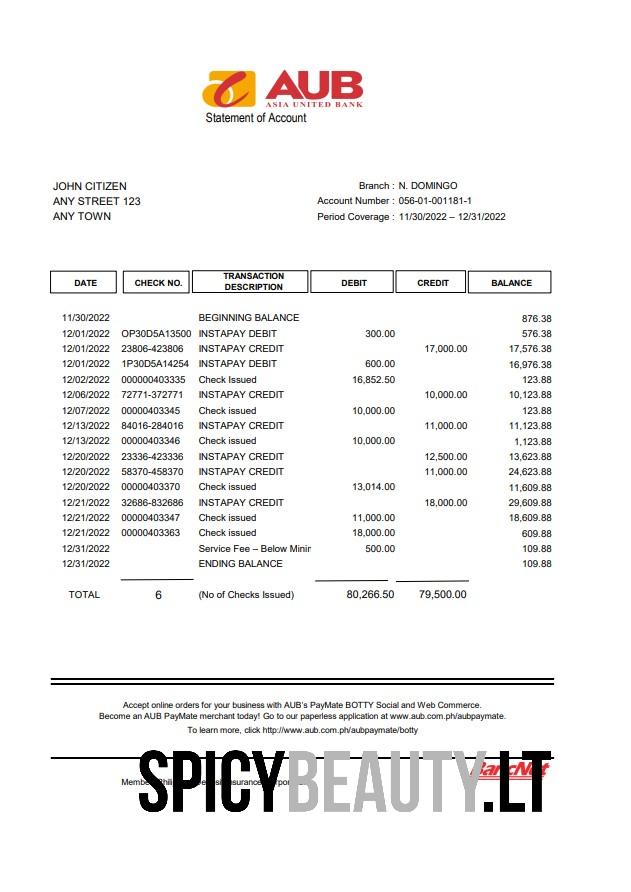 AUB
ASIA UNITED BANK
Statement of Account
JOHN CITIZEN
ANY STREET 123
ANY TOWN
Branch : N. DOMINGO
Account Number : 056-01-001181-1
Period Coverage : 11/30/2022 – 12/31/2022
DATE CHECK NO. TRANSACTION DESCRIPTION DEBIT CREDIT BALANCE
11/30/2022 BEGINNING BALANCE 876.38
12/01/2022 OP30D5A13500 INSTAPAY DEBIT 300.00 576.38
12/01/2022 23806-423806 INSTAPAY CREDIT 17,000.00 17,576.38
12/01/2022 1P30D5A14254 INSTAPAY DEBIT 600.00 16,976.38
12/02/2022 000000403335 Check Issued 16,852.50 123.88
12/06/2022 72771-372771 INSTAPAY CREDIT 10,000.00 10,123.88
12/07/2022 00000403345 Check issued 10,000.00 123.88
12/13/2022 84016-284016 INSTAPAY CREDIT 11,000.00 11,123.88
12/13/2022 00000403346 Check issued 10,000.00 1,123.88
12/20/2022 23336-423336 INSTAPAY CREDIT 12,500.00 13,623.88
12/20/2022 58370-458370 INSTAPAY CREDIT 11,000.00 24,623.88
12/20/2022 00000403370 Check issued 13,014.00 11,609.88
12/21/2022 32686-832686 INSTAPAY CREDIT 18,000.00 29,609.88
12/21/2022 00000403347 Check issued 11,000.00 18,609.88
12/21/2022 00000403363 Check issued 18,000.00 609.88
12/31/2022 Service Fee – Below Minin 500.00 109.88
12/31/2022 ENDING BALANCE 109.88
TOTAL 6 (No of Checks Issued) 80,266.50 79,500.00
Accept online orders for your business with AUB's PayMate BOTTY Social and Web Commerce.
Become an AUB PayMate merchant today! Go to our paperless application at www.aub.com.ph/aubpaymate.
To learn more, click http://www.aub.com.ph/aubpaymate/botty
BancNet
SPICYBEAUTY.LT